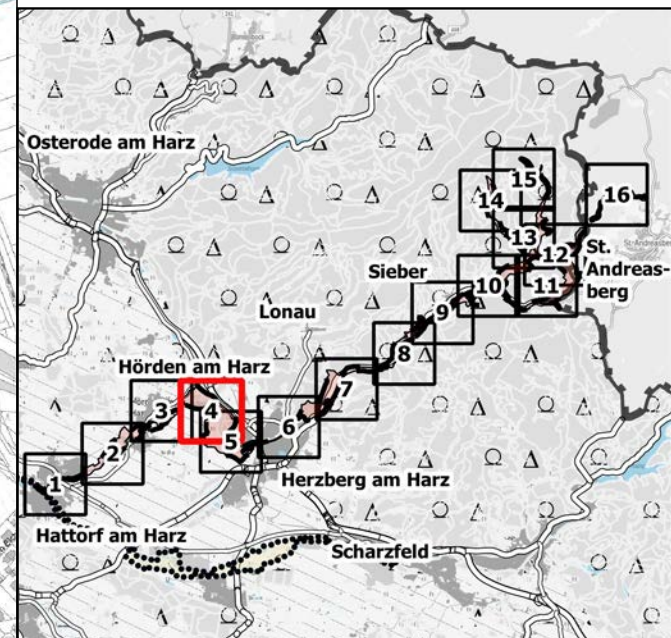 Osterode am Harz
15
16
14
13
12
St.
Andreas-
berg
Sieber
10
11
9
Lonau
8
Hörden am Harz
7
3
4
6
5
2
1
Herzberg am Harz
Hattorf am Harz
Scharzfeld